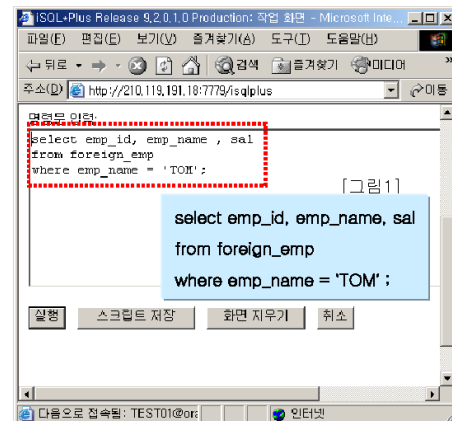 iSQL*Plus Release 9,2,0,1,0 Production: 작업 화면 - Microsoft Inte...
파일(F) 편집(E) 보기(V) 즐겨찾기(A) 도구(T) 도움말(H)
뒤로 검색 즐겨찾기 미디어 »
주소(D) http://210,119,191,18:7779/isqlplus 이동
명령문 입력:
select emp_id, emp_name , sal
from foreign_emp
where emp_name = 'TOM';
[그림1]
select emp_id, emp_name, sal
from foreign_emp
where emp_name = 'TOM' ;
실행 스크립트 저장 화면 지우기 취소
다음으로 접속됨: TEST01@ora 인터넷